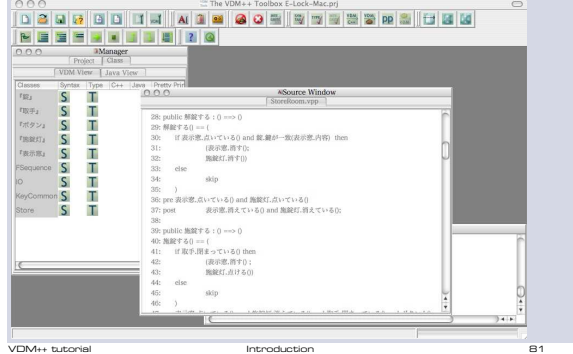 The VDM++ Toolbox E-Lock-Mac.prj
Manager
Project Class
VDM View Java View
Classes Syntax Type C++ Java Pretty Prin
『錠』 S T
『取手』 S T
『ボタン』 S T
『施錠灯』 S T
『表示窓』 S T
FSequence S T
IO S T
KeyCommon S T
Store S T
Source Window
StoreRoom.vpp
28: public 解錠する : () ==> ()
29: 解錠する() == (
30: if 表示窓.点いている() and 錠.鍵が一致(表示窓.内容) then
31: (表示窓.消す();
32: 施錠灯.消す())
33: else
34: skip
35: )
36: pre 表示窓.点いている() and 施錠灯.点いている()
37: post 表示窓.消えている() and 施錠灯.消えている();
38:
39: public 施錠する : () ==> ()
40: 施錠する() == (
41: if 取手.閉まっている() then
42: (表示窓.消す() ;
43: 施錠灯.点ける())
44: else
45: skip
46: )
VDM++ tutorial Introduction 81